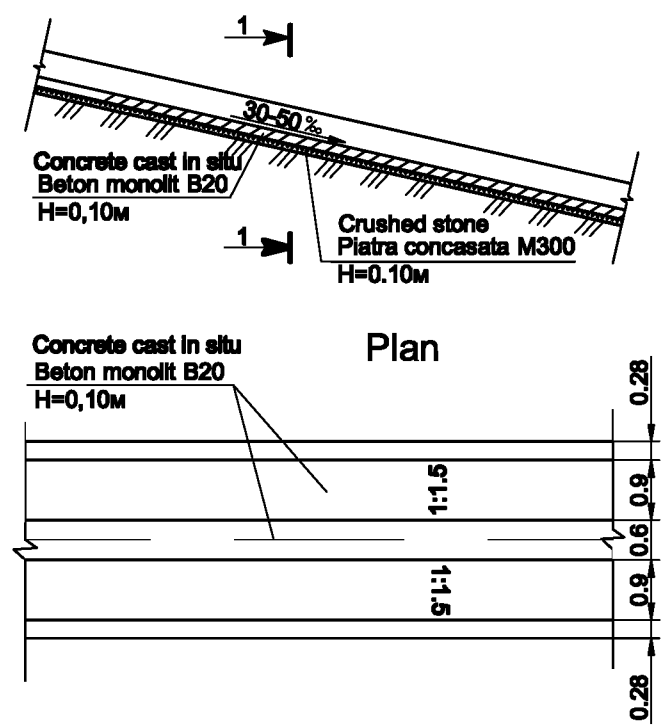 1
30-50‰
Concrete cast in situ
Beton monolit B20
H=0,10м
1
Crushed stone
Piatra concasata M300
H=0.10м
Plan
Concrete cast in situ
Beton monolit B20
H=0,10м
0.28
1:1.5
0.9
0.6
1:1.5
0.9
0.28